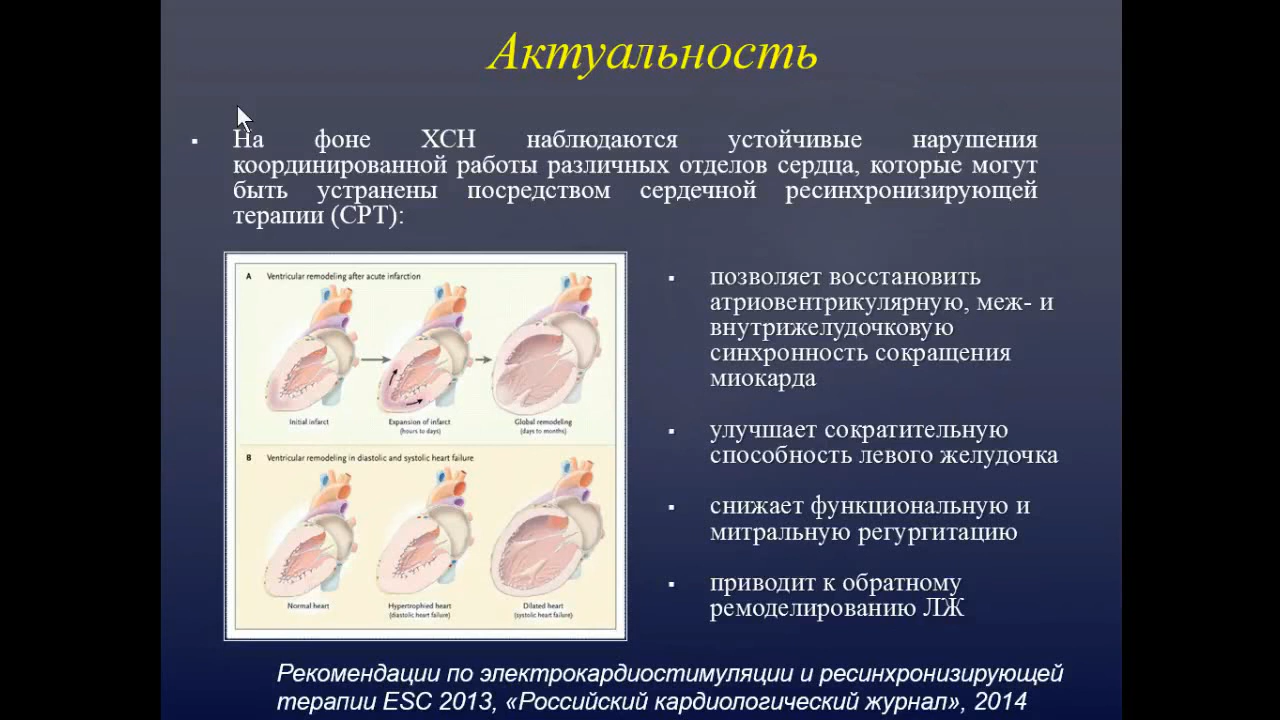 Актуальность
▪ На фоне ХСН наблюдаются устойчивые нарушения
координированной работы различных отделов сердца, которые могут
быть устранены посредством сердечной ресинхронизирующей
терапии (СРТ):
A Ventricular remodeling after acute infarction
Initial infarct
Expansion of infarct
(hours to days)
Global remodeling
(days to months)
B Ventricular remodeling in diastolic and systolic heart failure
Normal heart
Hypertrophied heart
(diastolic heart failure)
Dilated heart
(systolic heart failure)
▪ позволяет восстановить
атриовентрикулярную, меж- и
внутрижелудочковую
синхронность сокращения
миокарда
▪ улучшает сократительную
способность левого желудочка
▪ снижает функциональную и
митральную регургитацию
▪ приводит к обратному
ремоделированию ЛЖ
Рекомендации по электрокардиостимуляции и ресинхронизирующей
терапии ESC 2013, «Российский кардиологический журнал», 2014